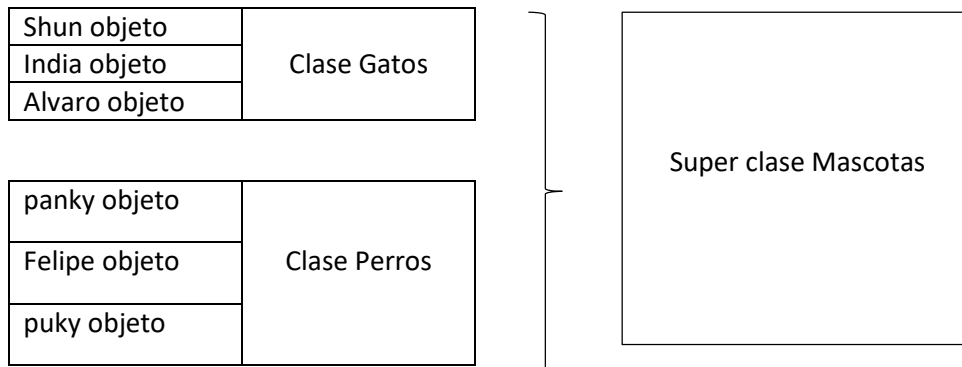 Shun objeto
India objeto
Alvaro objeto
Clase Gatos
panky objeto
Felipe objeto
puky objeto
Clase Perros
Super clase Mascotas